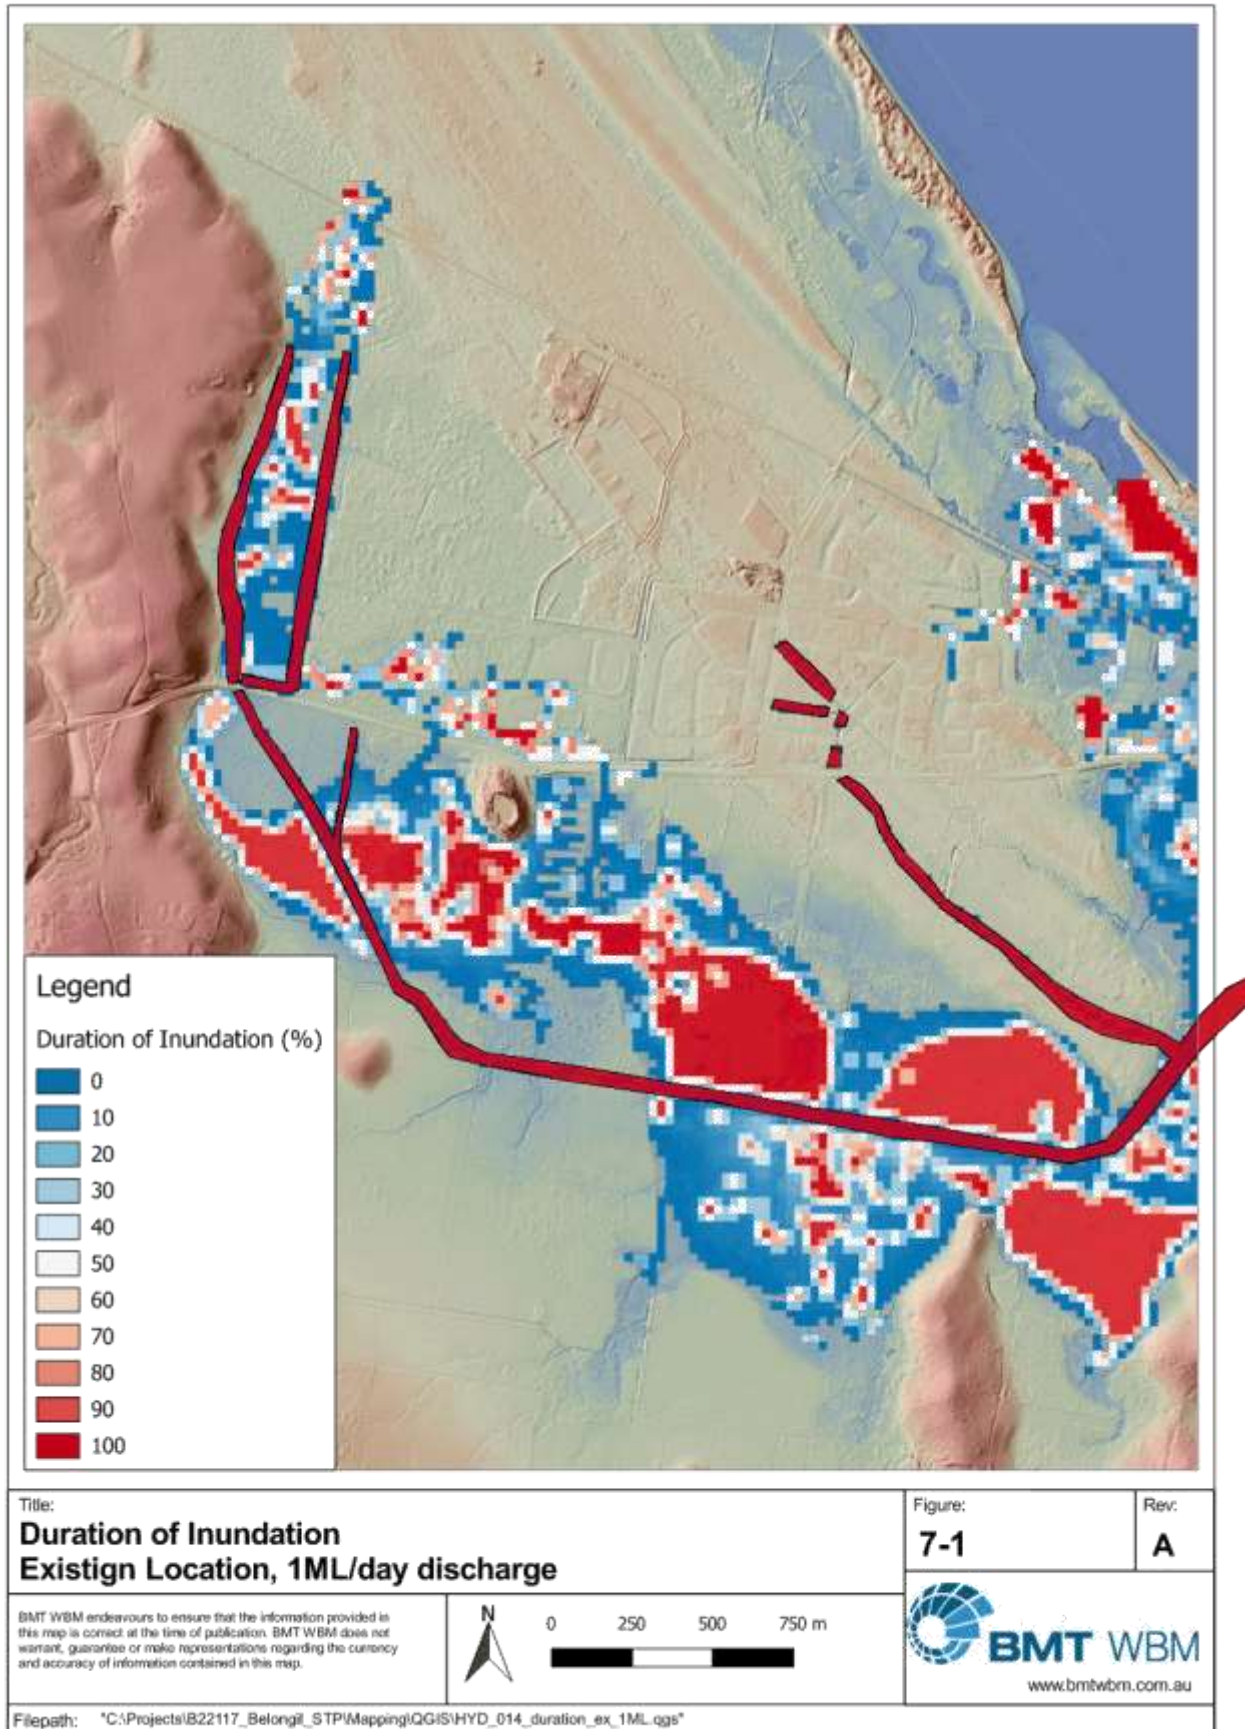 Legend
Duration of Inundation (%)
0
10
20
30
40
50
60
70
80
90
100
Title:
Duration of Inundation
Existign Location, 1ML/day discharge
Figure:
7-1
Rev:
A
BMT WBM endeavours to ensure that the information provided in
this map is correct at the time of publication. BMT WBM does not
warrant, guarantee or make representations regarding the currency
and accuracy of information contained in this map.
N
0 250 500 750 m
BMT WBM
www.bmtwbm.com.au
Filepath: "C:\Projects\B22117_Belongil_STP\Mapping\QGIS\HYD_014_duration_ex_1ML.qgs"